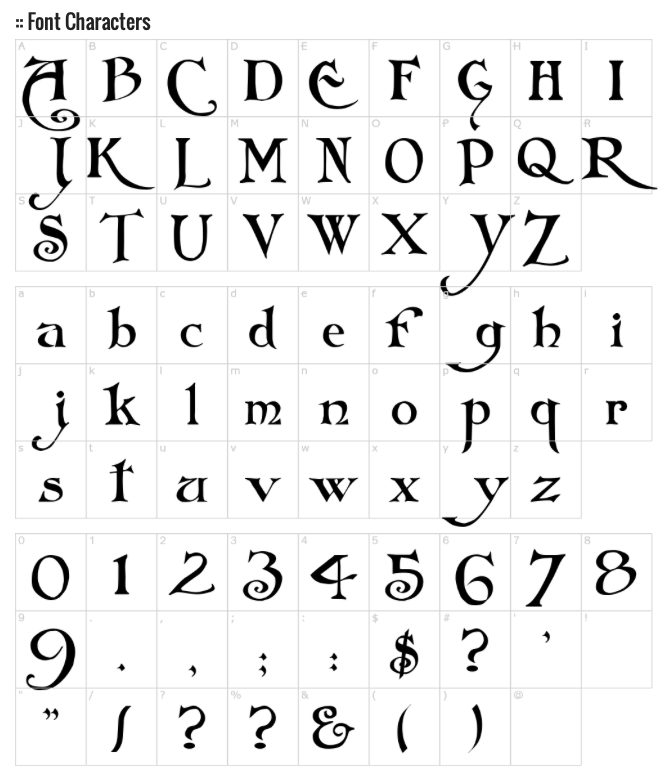 :: Font Characters
A B C D E F G H I
A B C D E F G H I
J K L M N O P Q R
J K L M N O P Q R
S T U V W X Y Z
S T U V W X Y Z
a b c d e f g h i
a b c d e f g h i
j k l m n o p q r
j k l m n o p q r
s t u v w x y z
s t u v w x y z
0 1 2 3 4 5 6 7 8
0 1 2 3 4 5 6 7 8
9 . , ; : $ # ' !
9 . , ; : $ ? ’
" / ? % & ( ) @
” ʃ ? ? & ( )